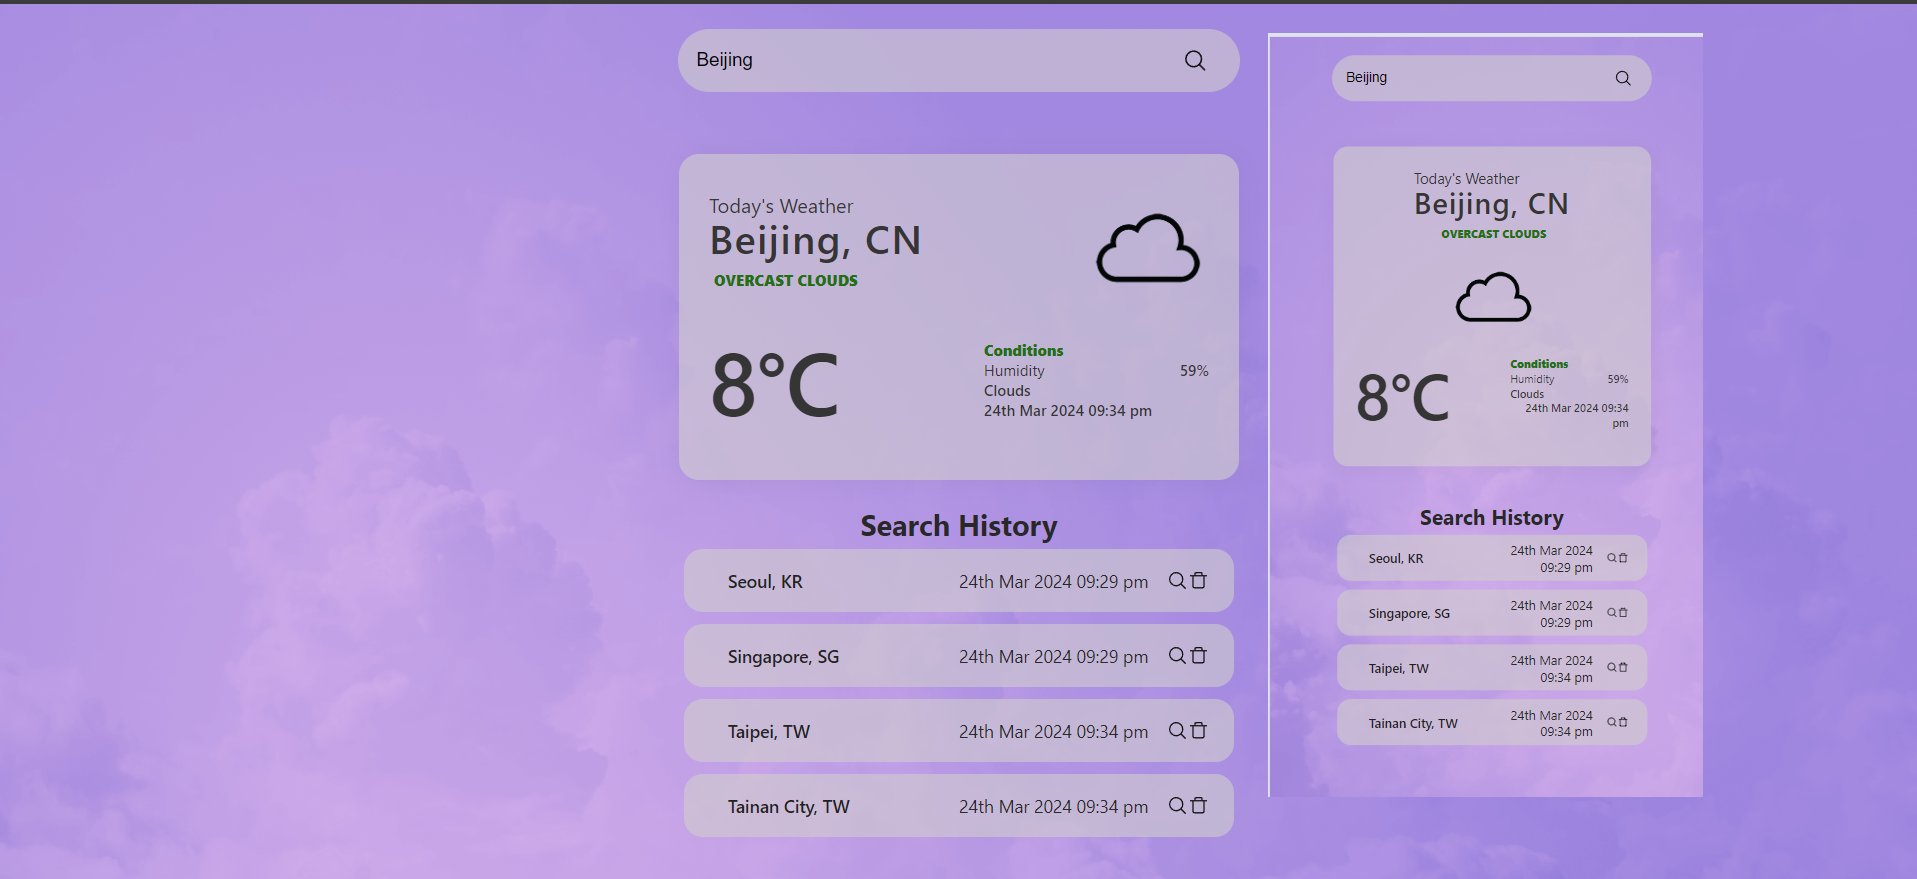 Beijing
Today's Weather
Beijing, CN
OVERCAST CLOUDS
8°C
Conditions
Humidity 59%
Clouds
24th Mar 2024 09:34 pm
Search History
Seoul, KR 24th Mar 2024 09:29 pm
Singapore, SG 24th Mar 2024 09:29 pm
Taipei, TW 24th Mar 2024 09:34 pm
Tainan City, TW 24th Mar 2024 09:34 pm
Beijing
Today's Weather
Beijing, CN
OVERCAST CLOUDS
8°C
Conditions
Humidity 59%
Clouds
24th Mar 2024 09:34
pm
Search History
Seoul, KR 24th Mar 2024
09:29 pm
Singapore, SG 24th Mar 2024
09:29 pm
Taipei, TW 24th Mar 2024
09:34 pm
Tainan City, TW 24th Mar 2024
09:34 pm